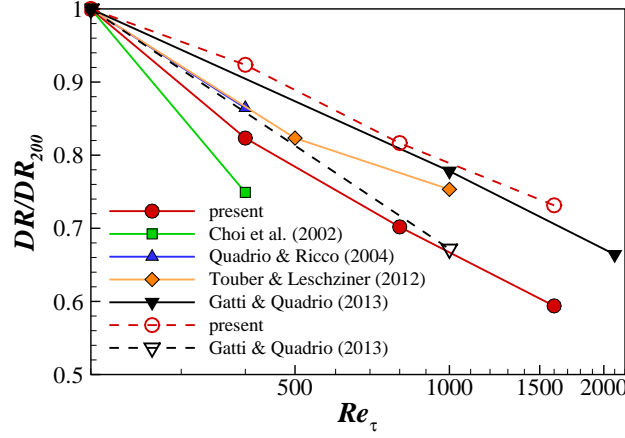 1
0.9
0.8
0.7
0.6
0.5
DR/DR200
present
Choi et al. (2002)
Quadrio & Ricco (2004)
Touber & Leschziner (2012)
Gatti & Quadrio (2013)
present
Gatti & Quadrio (2013)
500 1000 1500 2000
Reτ